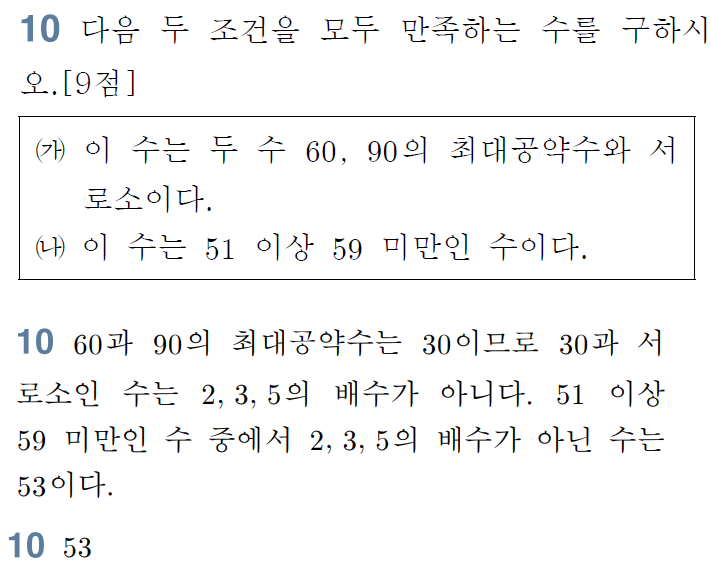 10 다음 두 조건을 모두 만족하는 수를 구하시
오.[9점]
㈎ 이 수는 두 수 60, 90의 최대공약수와 서
로소이다.
㈏ 이 수는 51 이상 59 미만인 수이다.
10 60과 90의 최대공약수는 30이므로 30과 서
로소인 수는 2, 3, 5의 배수가 아니다. 51 이상
59 미만인 수 중에서 2, 3, 5의 배수가 아닌 수는
53이다.
10 53